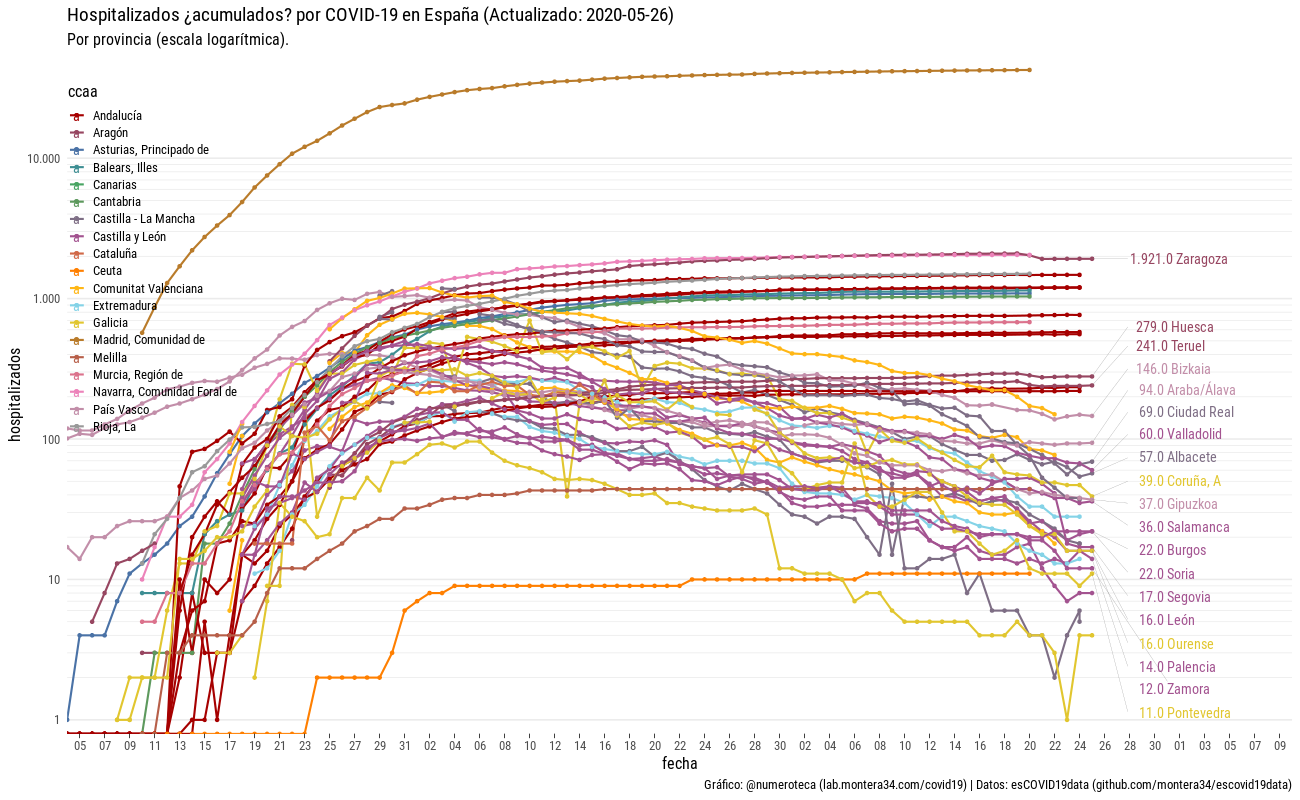 Hospitalizados ¿acumulados? por COVID-19 en España (Actualizado: 2020-05-26)
Por provincia (escala logarítmica).
ccaa
Andalucía
Aragón
Asturias, Principado de
Balears, Illes
Canarias
Cantabria
Castilla - La Mancha
Castilla y León
Cataluña
Ceuta
Comunitat Valenciana
Extremadura
Galicia
Madrid, Comunidad de
Melilla
Murcia, Región de
Navarra, Comunidad Foral de
País Vasco
Rioja, La
hospitalizados
10.000
1.000
100
10
1
1.921.0 Zaragoza
279.0 Huesca
241.0 Teruel
146.0 Bizkaia
94.0 Araba/Álava
69.0 Ciudad Real
60.0 Valladolid
57.0 Albacete
39.0 Coruña, A
37.0 Gipuzkoa
36.0 Salamanca
22.0 Burgos
22.0 Soria
17.0 Segovia
16.0 León
16.0 Ourense
14.0 Palencia
12.0 Zamora
11.0 Pontevedra
05 07 09 11 13 15 17 19 21 23 25 27 29 31 02 04 06 08 10 12 14 16 18 20 22 24 26 28 30 02 04 06 08 10 12 14 16 18 20 22 24 26 28 30 01 03 05 07 09
fecha
Gráfico: @numeroteca (lab.montera34.com/covid19) | Datos: esCOVID19data (github.com/montera34/escovid19data)